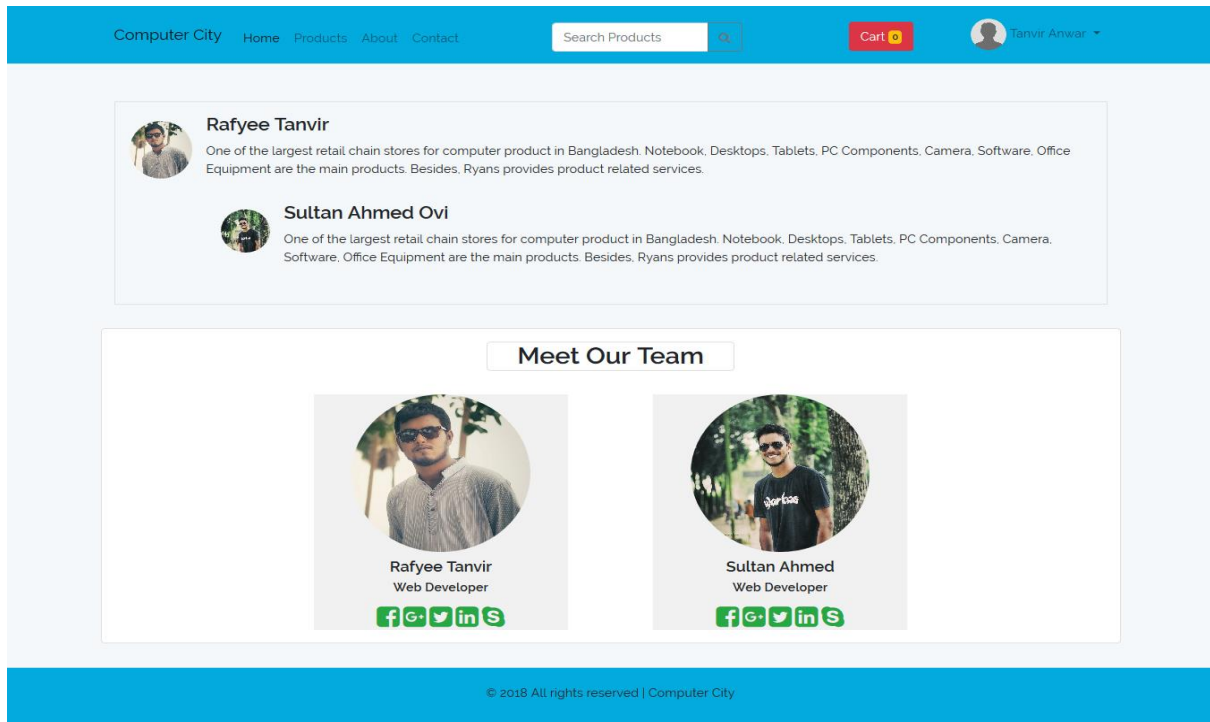 Computer City Home Products About Contact Search Products Cart 0 Tanvir Anwar
Rafyee Tanvir
One of the largest retail chain stores for computer product in Bangladesh. Notebook, Desktops, Tablets, PC Components, Camera, Software, Office
Equipment are the main products. Besides, Ryans provides product related services.
Sultan Ahmed Ovi
One of the largest retail chain stores for computer product in Bangladesh. Notebook, Desktops, Tablets, PC Components, Camera,
Software, Office Equipment are the main products. Besides, Ryans provides product related services.
Meet Our Team
Rafyee Tanvir
Web Developer
Sultan Ahmed
Web Developer
© 2018 All rights reserved | Computer City